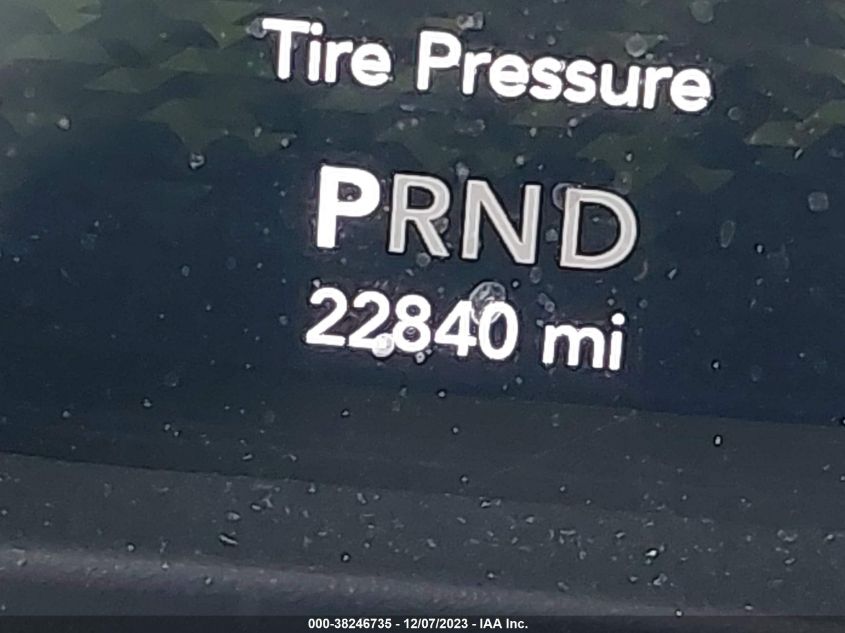 Tire Pressure
PRND
22840 mi
000-38246735 - 12/07/2023 - IAA Inc.